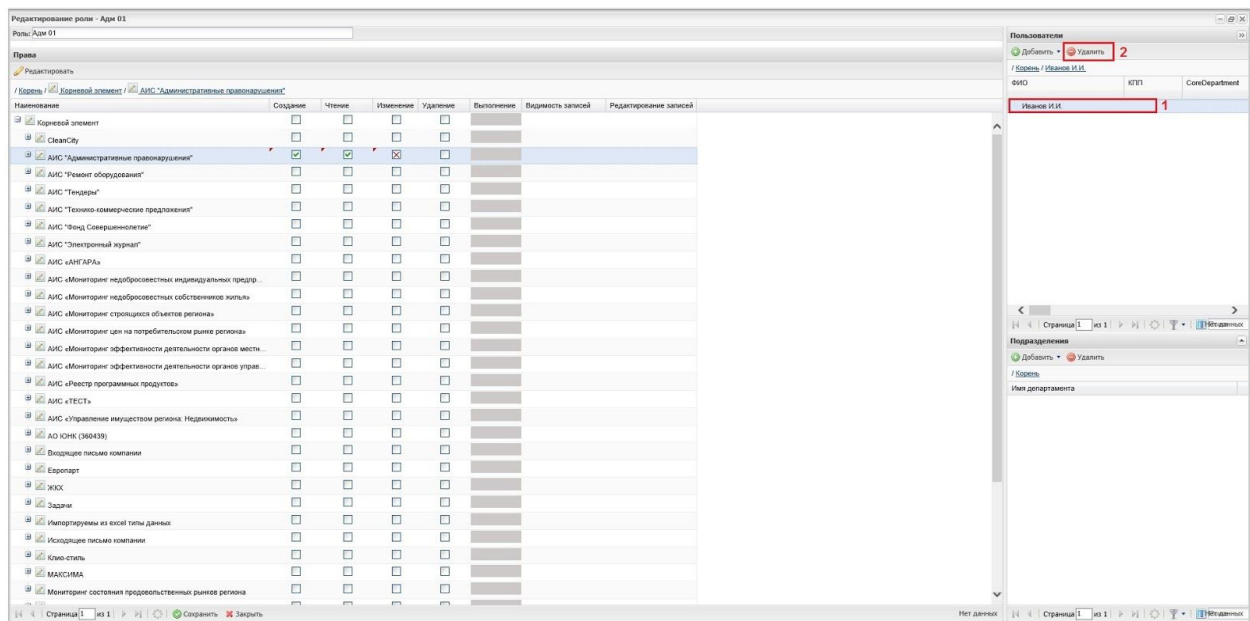 Редактирование роли - Адм 01
Роль: Адм 01
Права
Редактировать
/ Корень / Корневой элемент / АИС "Административные правонарушения"
Наименование Создание Чтение Изменение Удаление Выполнение Видимость записей Редактирование записей
Корневой элемент
CleanCity
АИС "Административные правонарушения"
АИС "Ремонт оборудования"
АИС "Тендеры"
АИС "Технико-коммерческие предложения"
АИС "Фонд Совершеннолетие"
АИС "Электронный журнал"
АИС «АНГАРА»
АИС «Мониторинг недобросовестных индивидуальных предпр...
АИС «Мониторинг недобросовестных собственников жилья»
АИС «Мониторинг строящихся объектов региона»
АИС «Мониторинг цен на потребительском рынке региона»
АИС «Мониторинг эффективности деятельности органов местн...
АИС «Мониторинг эффективности деятельности органов управ...
АИС «Реестр программных продуктов»
АИС «ТЕСТ»
АИС «Управление имуществом региона: Недвижимость»
АО ЮНК (360439)
Входящее письмо компании
Европарт
ЖКХ
Задачи
Импортируемы из excel типы данных
Исходящее письмо компании
Клио-стиль
МАКСИМА
Мониторинг состояния продовольственных рынков региона
Страница 1 из 1 Сохранить Закрыть Нет данных
Пользователи
Добавить Удалить 2
/ Корень / Иванов И.И.
ФИО КПП CoreDepartment
Иванов И.И. 1
Страница 1 из 1 Нет данных
Подразделения
Добавить Удалить
/ Корень
Имя департамента
Страница 1 из 1 Нет данных